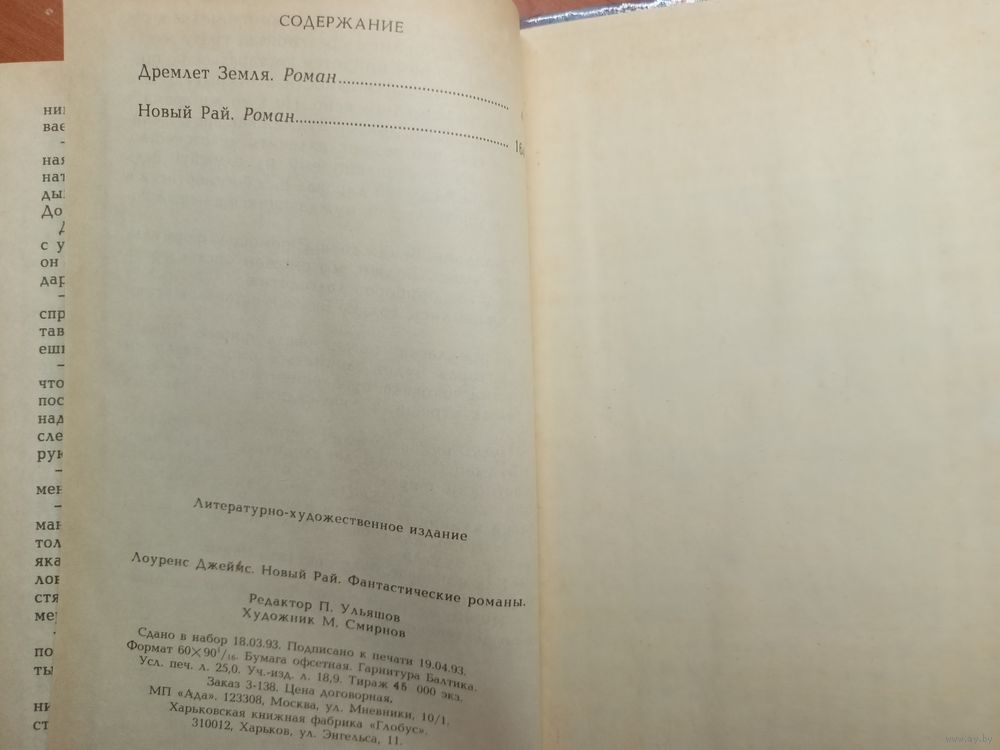 СОДЕРЖАНИЕ
Дремлет Земля. Роман
Новый Рай. Роман
Литературно-художественное издание
Лоуренс Джеймс. Новый Рай. Фантастические романы.
Редактор П. Ульяшов
Художник М. Смирнов
Сдано в набор 18.03.93. Подписано к печати 19.04.93.
Формат 60×90¹/₁₆. Бумага офсетная. Гарнитура Балтика.
Усл. печ. л. 25,0. Уч.-изд. л. 18,9. Тираж 45 000 экз.
Заказ 3-138. Цена договорная.
МП «Ада». 123308, Москва, ул. Мневники, 10/1.
Харьковская книжная фабрика «Глобус».
310012, Харьков, ул. Энгельса, 11.
www.ay.by